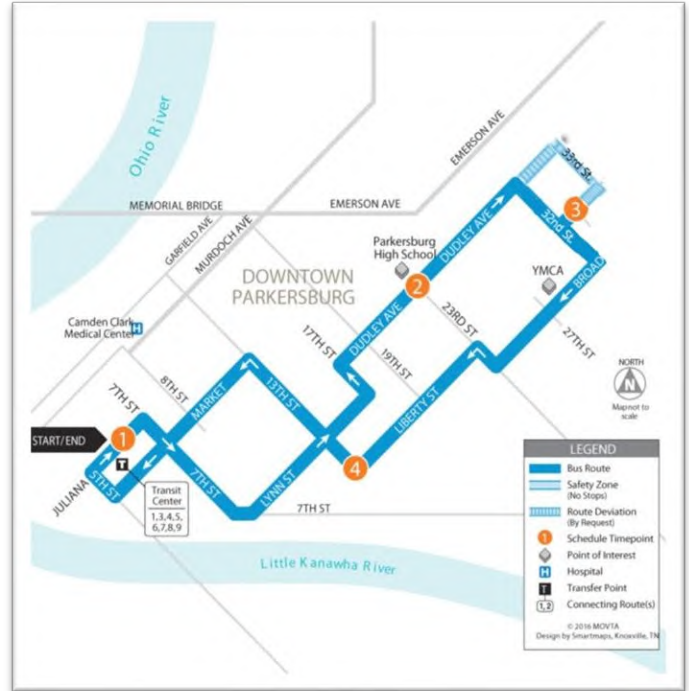 Ohio River
EMERSON AVE
33rd St.
MEMORIAL BRIDGE
EMERSON AVE
GARFIELD AVE
MURDOCH AVE
3
32nd St.
Parkersburg
High School
DUDLEY AVE
2
YMCA
BROAD
DOWNTOWN
PARKERSBURG
Camden Clark
Medical Center
H
17TH ST
DUDLEY AVE
19TH ST
23RD ST
27TH ST
7TH ST
8TH ST
MARKET
13TH ST
LIBERTY ST
NORTH
N
Map not to
scale
START/END
1
T
JULIANA
5TH ST
7TH ST
LYNN ST
4
7TH ST
Transit
Center
1,3,4,5,
6,7,8,9
Little Kanawha River
LEGEND
Bus Route
Safety Zone
(No Stops)
Route Deviation
(By Request)
1 Schedule Timepoint
Point of Interest
H Hospital
T Transfer Point
1, 2 Connecting Route(s)
© 2016 MOVTA
Design by Smartmaps, Knoxville, TN